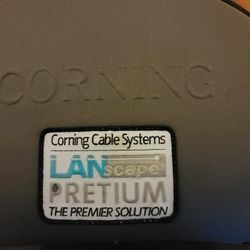 CORNING
Corning Cable Systems
LANscape
PRETIUM
THE PREMIER SOLUTION